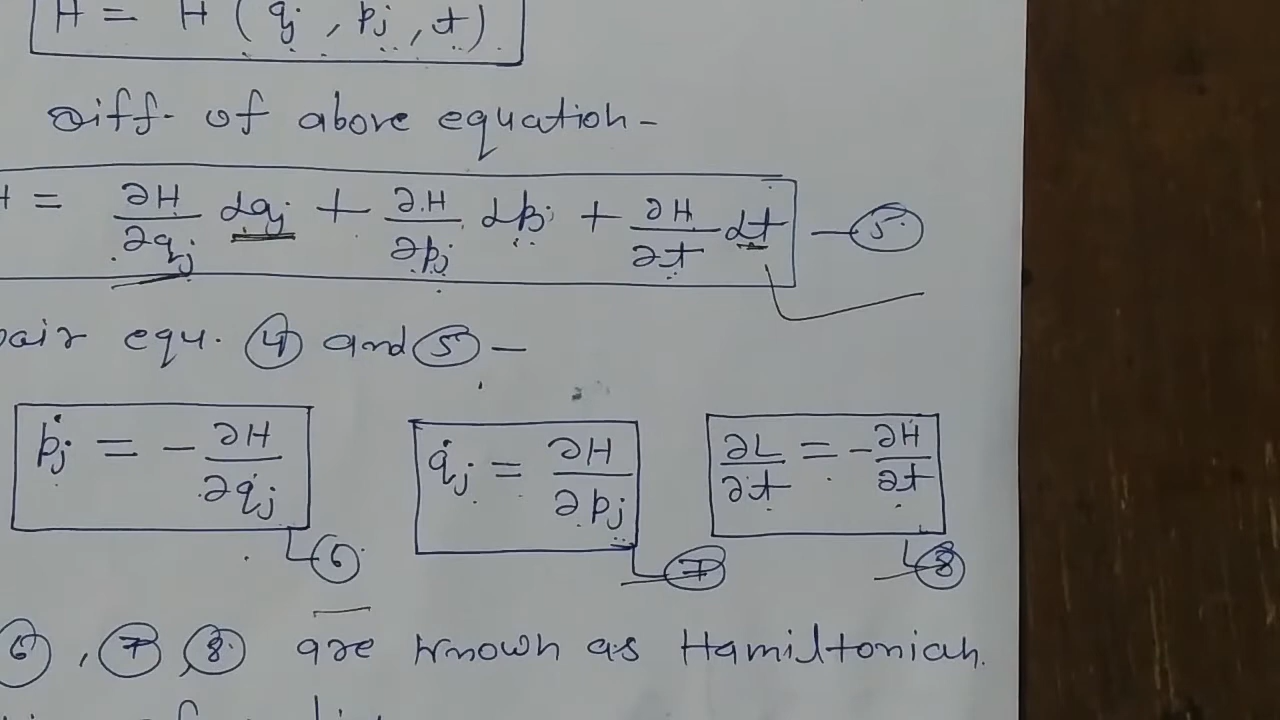 H = H ( qj , pj , t )
Diff. of above equation -
H = ∂H/∂qj dqj + ∂H/∂pj dpj + ∂H/∂t dt — (5)
pair equ. (4) and (5) —
ṗj = - ∂H/∂qj (6) q̇j = ∂H/∂pj (7) ∂L/∂t = - ∂H/∂t (8)
(6) , (7) , (8) are known as Hamiltonian.